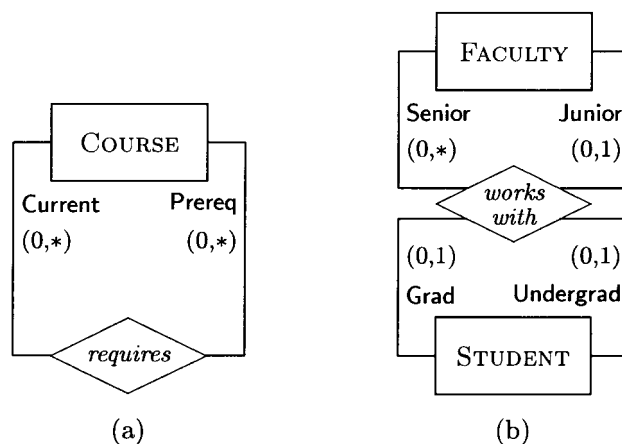 COURSE
Current Prereq
(0,*) (0,*)
requires
(a)
FACULTY
Senior Junior
(0,*) (0,1)
works
with
(0,1) (0,1)
Grad Undergrad
STUDENT
(b)